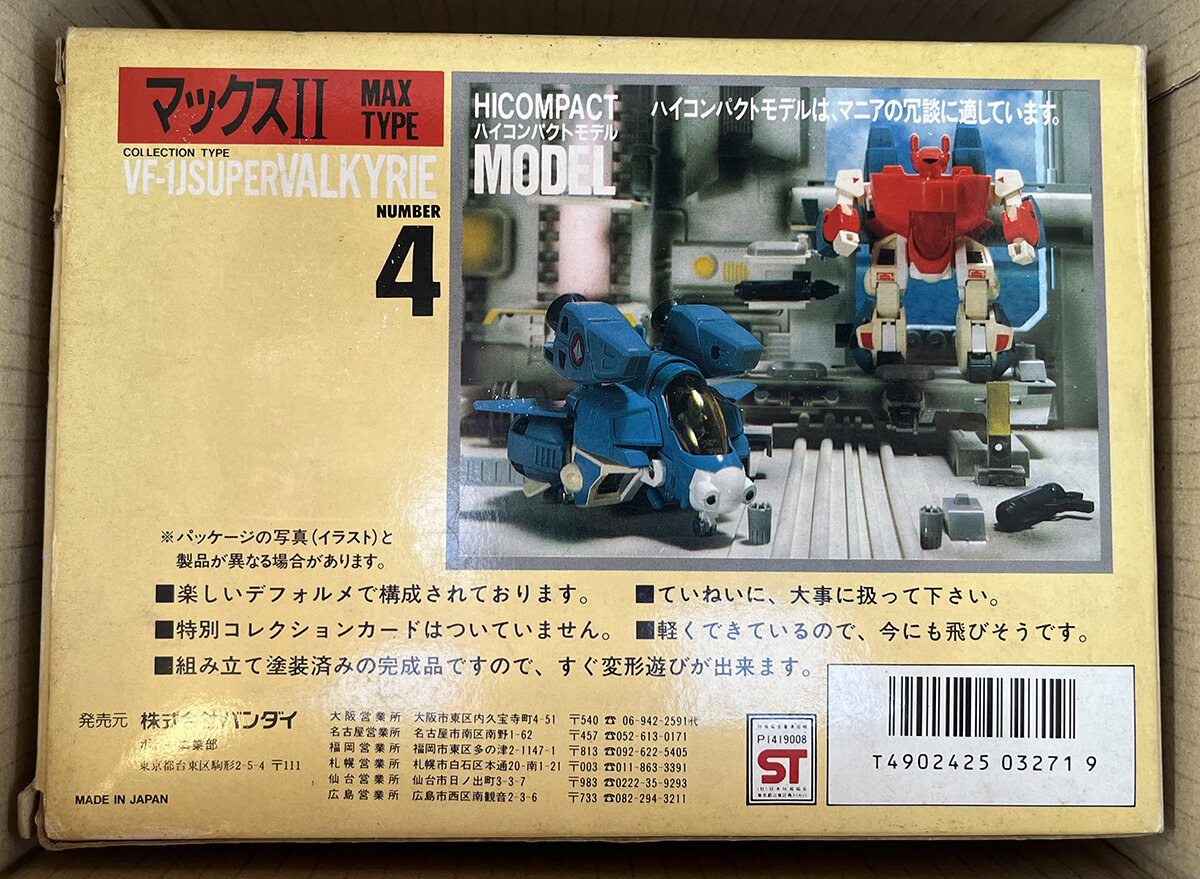 マックスII
MAX
TYPE
COLLECTION TYPE
VF-1JSUPERVALKYRIE
NUMBER
4
HICOMPACT
ハイコンパクトモデル
MODEL
ハイコンパクトモデルは、マニアの冗談に適しています。
※パッケージの写真(イラスト)と
製品が異なる場合があります。
■楽しいデフォルメで構成されております。
■ていねいに、大事に扱って下さい。
■特別コレクションカードはついていません。
■軽くできているので、今にも飛びそうです。
■組み立て塗装済みの完成品ですので、すぐ変形遊びが出来ます。
発売元 株式会社バンダイ
業部
東京都台東区駒形2-5-4 〒111
大阪営業所 大阪市東区内久宝寺町4-51 〒540 ☎ 06-942-2591代
名古屋営業所 名古屋市南区南野1-62 〒457 ☎052-613-0171
福岡営業所 福岡市東区多の津2-1147-1 〒813 ☎092-622-5405
札幌営業所 札幌市白石区本通20-南1-21 〒003 ☎011-863-3391
仙台営業所 仙台市日ノ出町3-3-7 〒983 ☎0222-35-9293
広島営業所 広島市西区南観音2-3-6 〒733 ☎082-294-3211
MADE IN JAPAN
P1419008
ST
(社)日本玩具協会
T4902425 03271 9